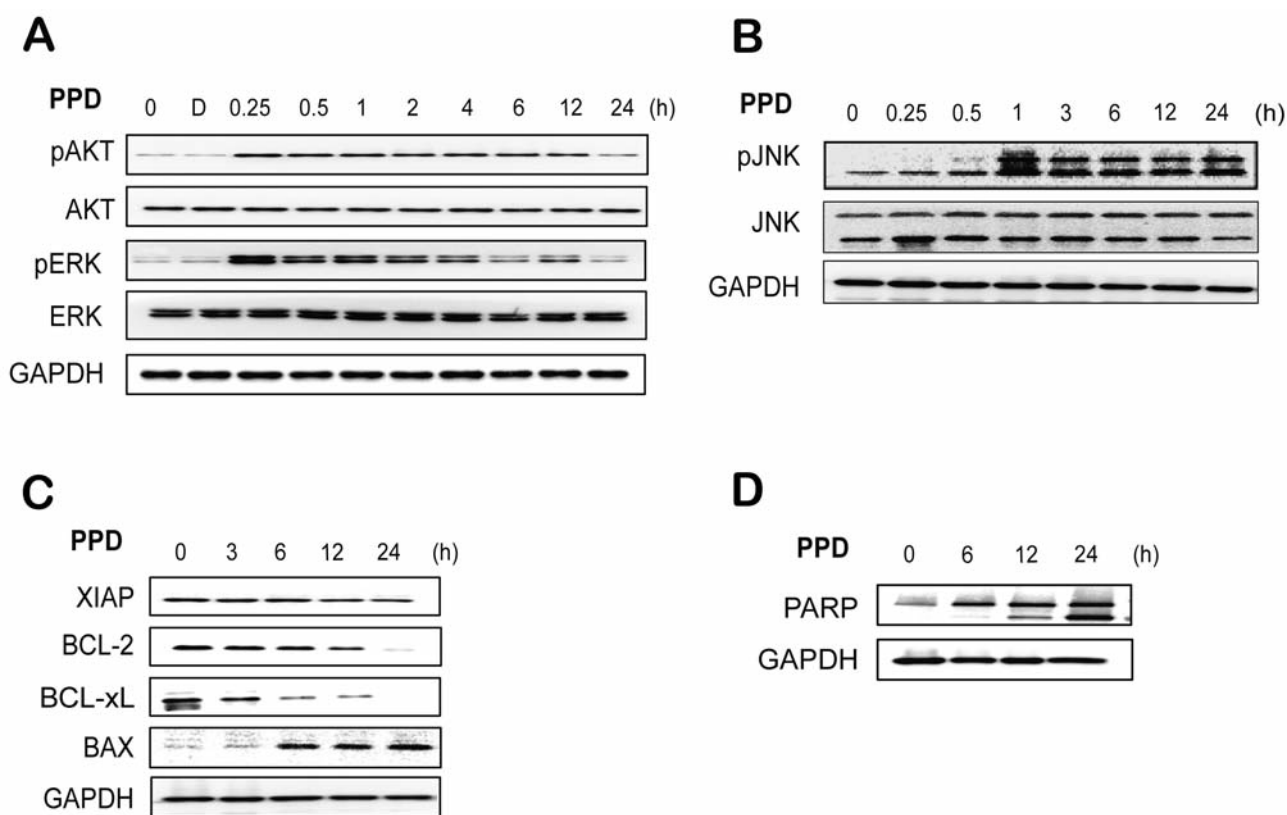 A
PPD 0 D 0.25 0.5 1 2 4 6 12 24 (h)
pAKT
AKT
pERK
ERK
GAPDH
B
PPD 0 0.25 0.5 1 3 6 12 24 (h)
pJNK
JNK
GAPDH
C
PPD 0 3 6 12 24 (h)
XIAP
BCL-2
BCL-xL
BAX
GAPDH
D
PPD 0 6 12 24 (h)
PARP
GAPDH